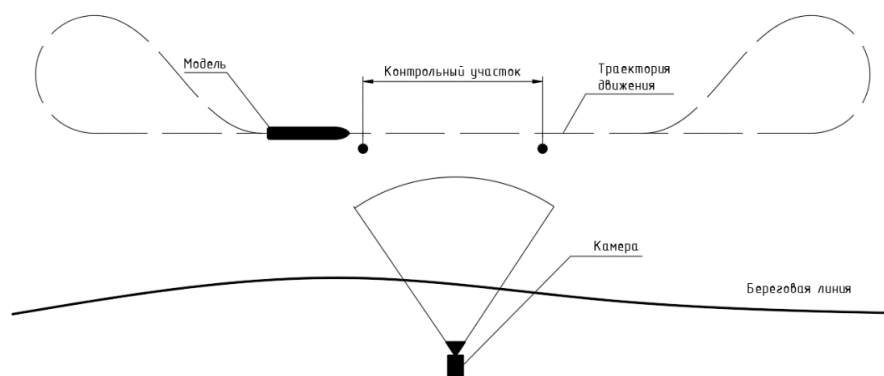 Модель
Контрольный участок
Траектория
движения
Камера
Береговая линия